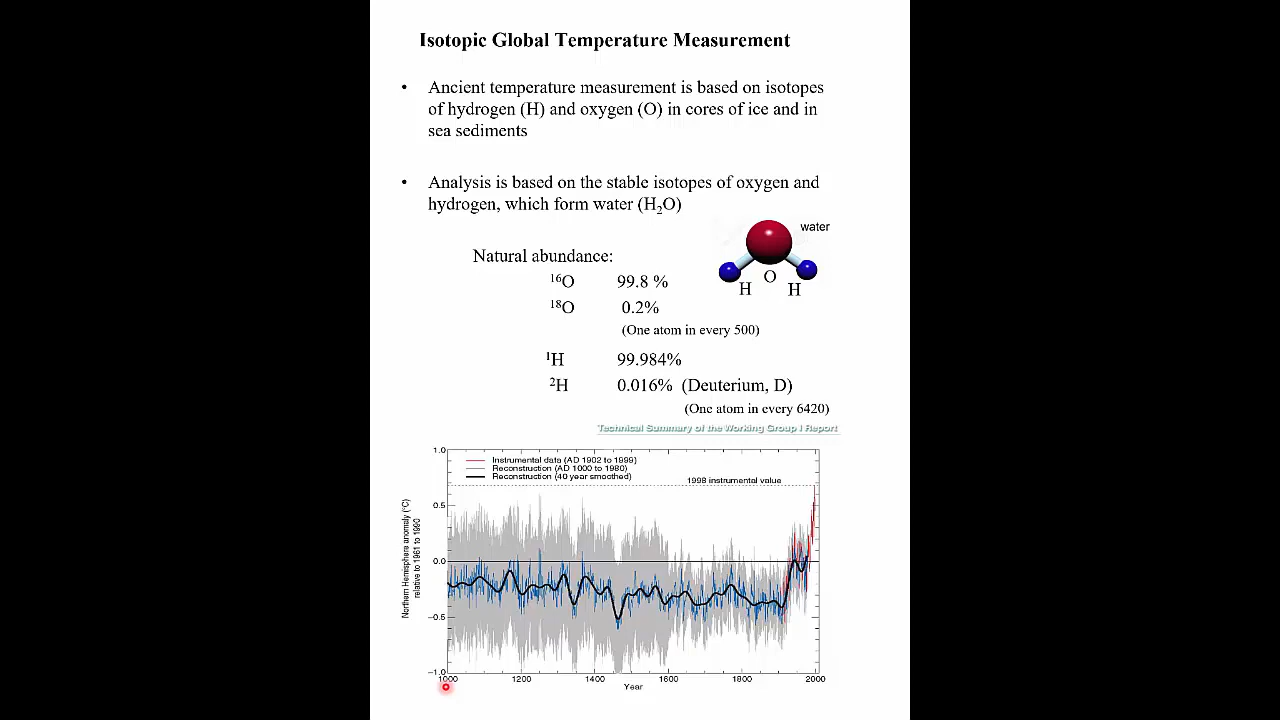 Isotopic Global Temperature Measurement
• Ancient temperature measurement is based on isotopes
of hydrogen (H) and oxygen (O) in cores of ice and in
sea sediments
• Analysis is based on the stable isotopes of oxygen and
hydrogen, which form water (H₂O)
water
O
H H
Natural abundance:
¹⁶O 99.8 %
¹⁸O 0.2%
(One atom in every 500)
¹H 99.984%
²H 0.016% (Deuterium, D)
(One atom in every 6420)
Technical Summary of the Working Group I Report
Instrumental data (AD 1902 to 1999)
Reconstruction (AD 1000 to 1980)
Reconstruction (40 year smoothed)
1998 instrumental value
Northern Hemisphere anomaly (°C)
relative to 1961 to 1990
1.0
0.5
0.0
−0.5
−1.0
1000 1200 1400 1600 1800 2000
Year